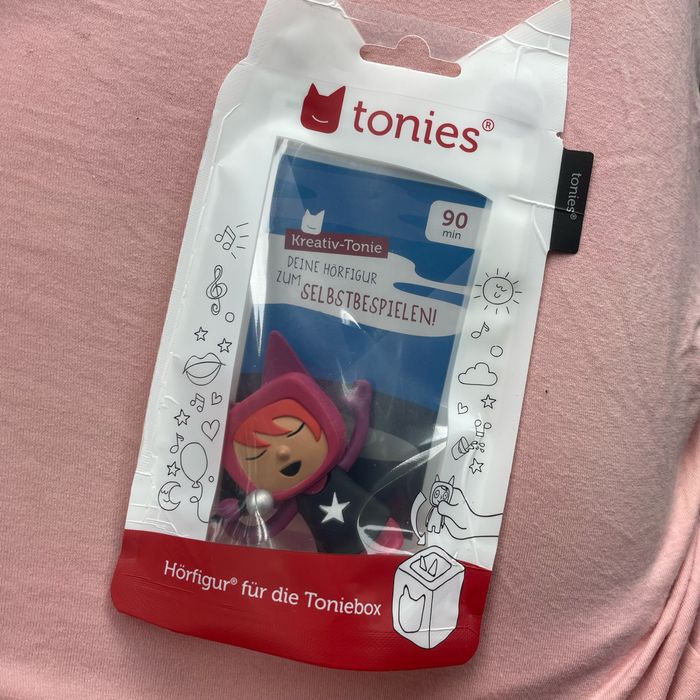 tonies®
tonies®
90
min
Kreativ-Tonie
DEINE HÖRFIGUR
ZUM SELBSTBESPIELEN!
Hörfigur® für die Toniebox